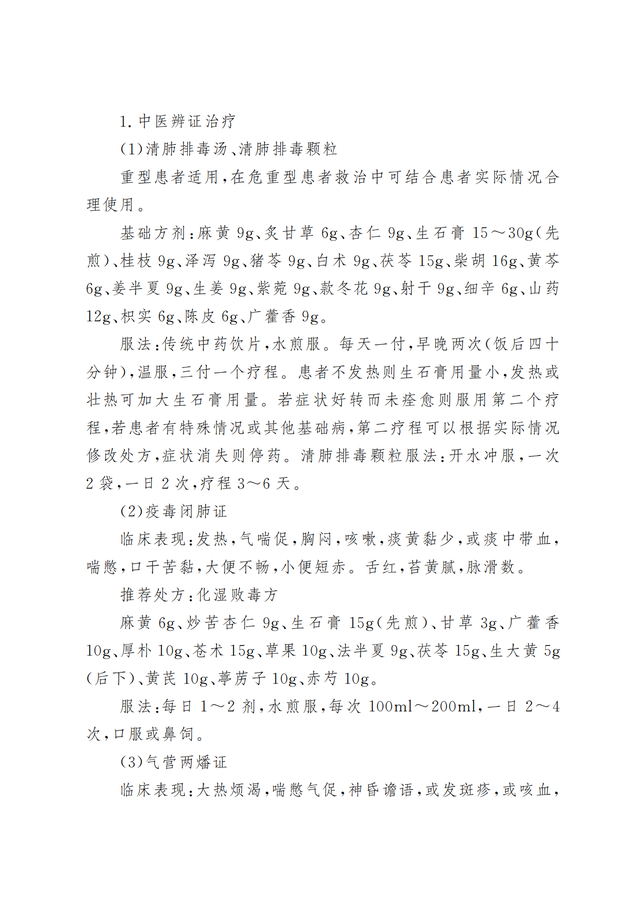 1. 中医辨证治疗
(1)清肺排毒汤、清肺排毒颗粒
重型患者适用,在危重型患者救治中可结合患者实际情况合
理使用。
基础方剂:麻黄 9g、炙甘草 6g、杏仁 9g、生石膏 15～30g(先
煎)、桂枝 9g、泽泻 9g、猪苓 9g、白术 9g、茯苓 15g、柴胡 16g、黄芩
6g、姜半夏 9g、生姜 9g、紫菀 9g、款冬花 9g、射干 9g、细辛 6g、山药
12g、枳实 6g、陈皮 6g、广藿香 9g。
服法:传统中药饮片,水煎服。每天一付,早晚两次(饭后四十
分钟),温服,三付一个疗程。患者不发热则生石膏用量小,发热或
壮热可加大生石膏用量。若症状好转而未痊愈则服用第二个疗
程,若患者有特殊情况或其他基础病,第二疗程可以根据实际情况
修改处方,症状消失则停药。清肺排毒颗粒服法:开水冲服,一次
2 袋,一日 2 次,疗程 3～6 天。
(2)疫毒闭肺证
临床表现:发热,气喘促,胸闷,咳嗽,痰黄黏少,或痰中带血,
喘憋,口干苦黏,大便不畅,小便短赤。舌红,苔黄腻,脉滑数。
推荐处方:化湿败毒方
麻黄 6g、炒苦杏仁 9g、生石膏 15g(先煎)、甘草 3g、广藿香
10g、厚朴 10g、苍术 15g、草果 10g、法半夏 9g、茯苓 15g、生大黄 5g
(后下)、黄芪 10g、葶苈子 10g、赤芍 10g。
服法:每日 1～2 剂,水煎服,每次 100ml～200ml,一日 2～4
次,口服或鼻饲。
(3)气营两燔证
临床表现:大热烦渴,喘憋气促,神昏谵语,或发斑疹,或咳血,